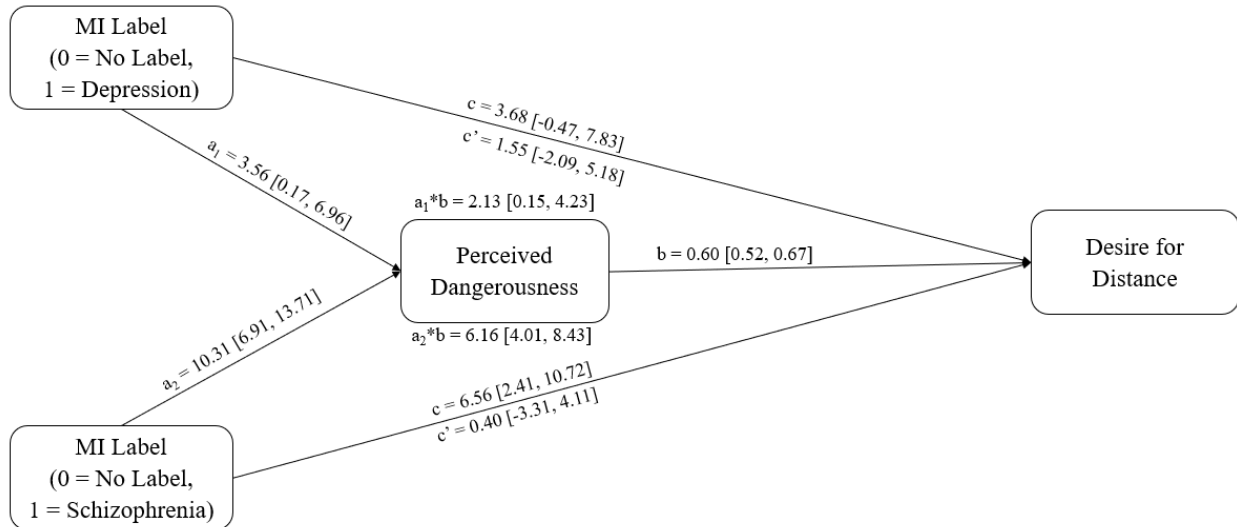 MI Label
(0 = No Label,
1 = Depression)
c = 3.68 [-0.47, 7.83]
c’ = 1.55 [-2.09, 5.18]
a₁ = 3.56 [0.17, 6.96]
a₁*b = 2.13 [0.15, 4.23]
Perceived
Dangerousness
b = 0.60 [0.52, 0.67]
Desire for
Distance
a₂*b = 6.16 [4.01, 8.43]
a₂ = 10.31 [6.91, 13.71]
c = 6.56 [2.41, 10.72]
c’ = 0.40 [-3.31, 4.11]
MI Label
(0 = No Label,
1 = Schizophrenia)